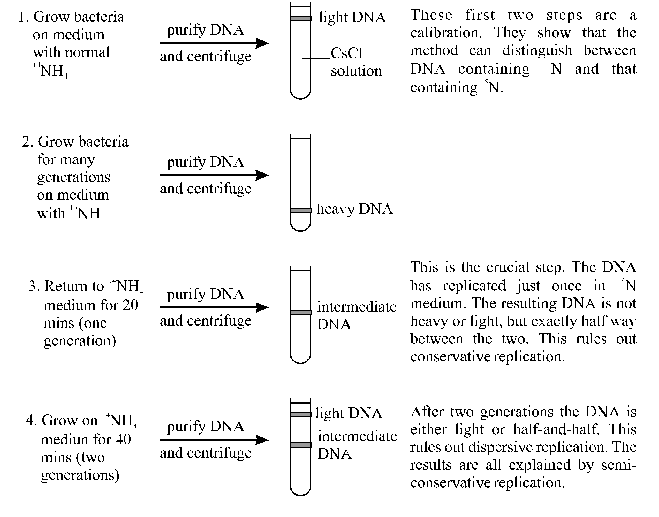 1. Grow bacteria
on medium
with normal
purify DNA
and centrifuge
light DNA
CsCl
solution
These first two steps are a
calibration. They show that the
method can distinguish between
DNA containing N and that
containing N.
2. Grow bacteria
for many
generations
on medium
with
purify DNA
and centrifuge
heavy DNA
3. Return to
medium for 20
mins (one
generation)
purify DNA
and centrifuge
intermediate
DNA
This is the crucial step. The DNA
has replicated just once in N
medium. The resulting DNA is not
heavy or light, but exactly half way
between the two. This rules out
conservative replication.
4. Grow on
medium for 40
mins (two
generations)
purify DNA
and centrifuge
light DNA
intermediate
DNA
After two generations the DNA is
either light or half-and-half. This
rules out dispersive replication. The
results are all explained by semi-
conservative replication.